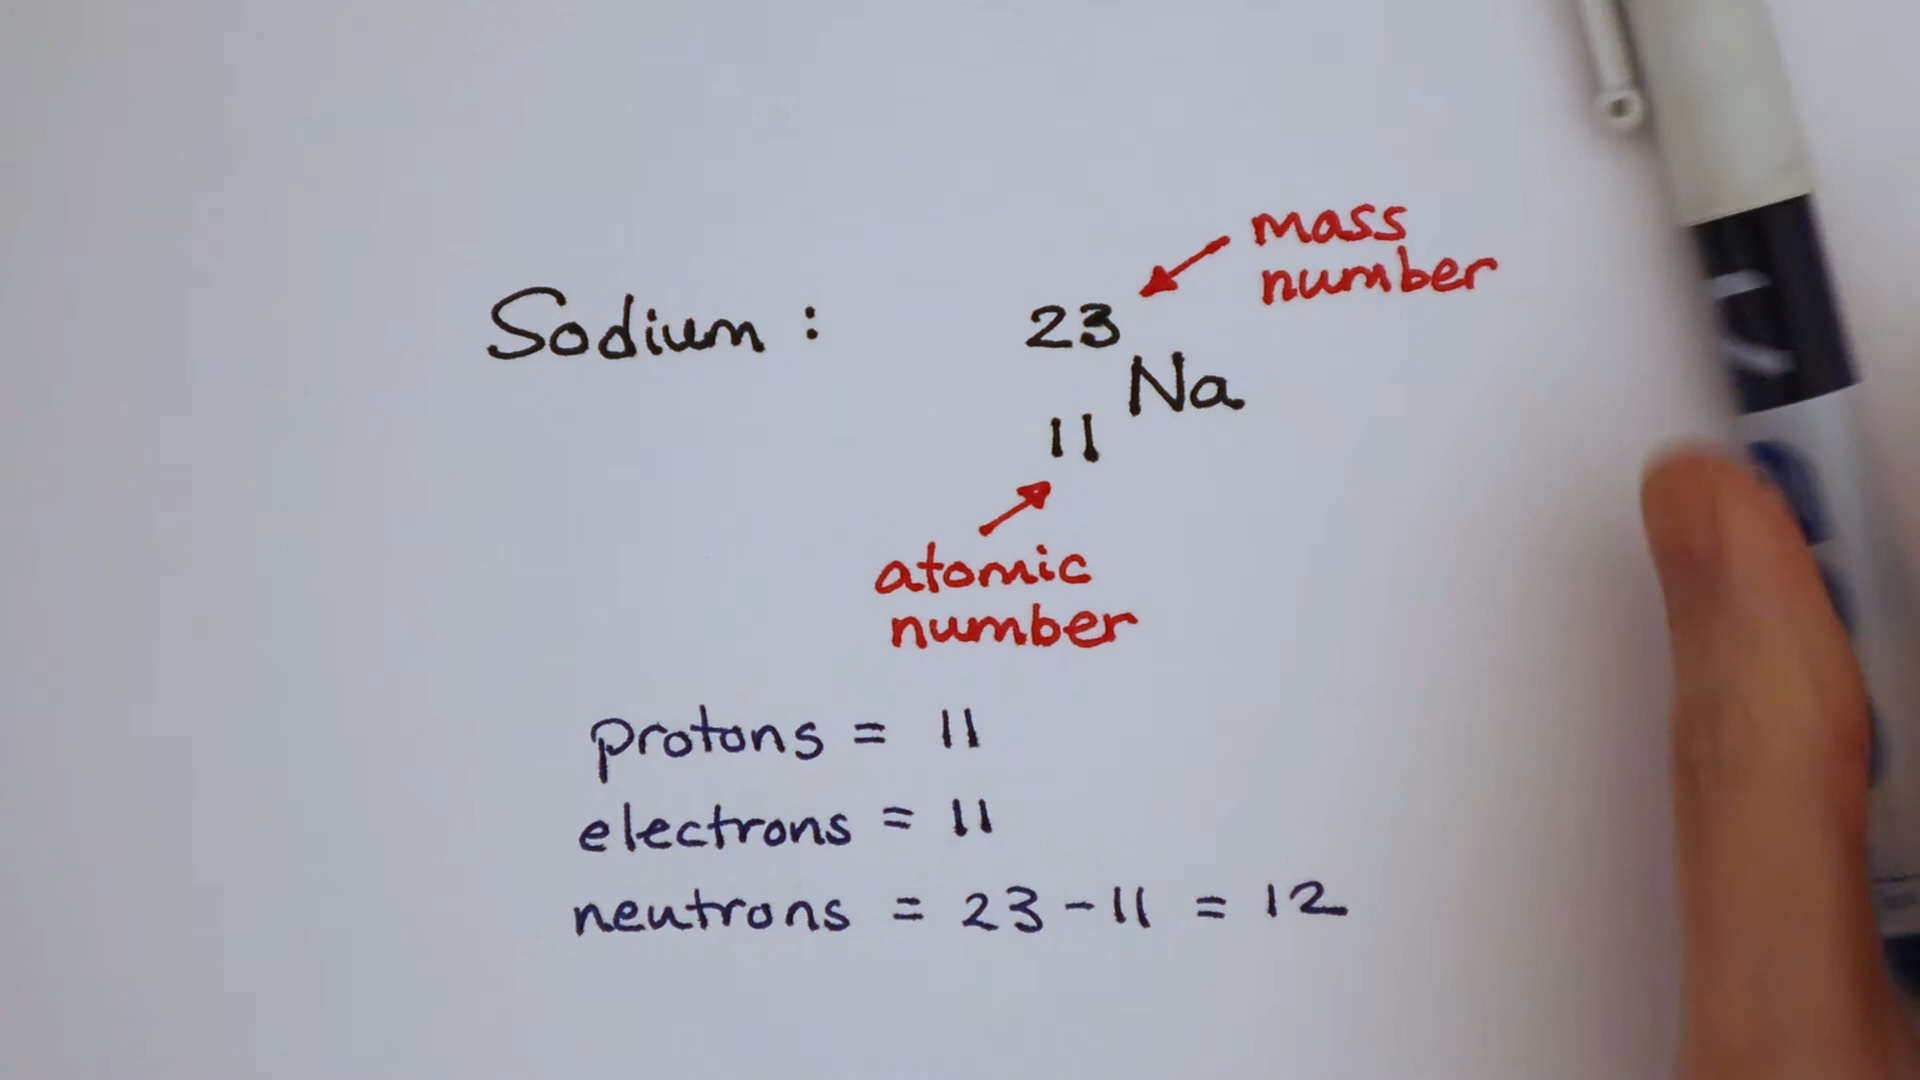 Sodium : 23 Na
11
mass
number
atomic
number
protons = 11
electrons = 11
neutrons = 23 - 11 = 12